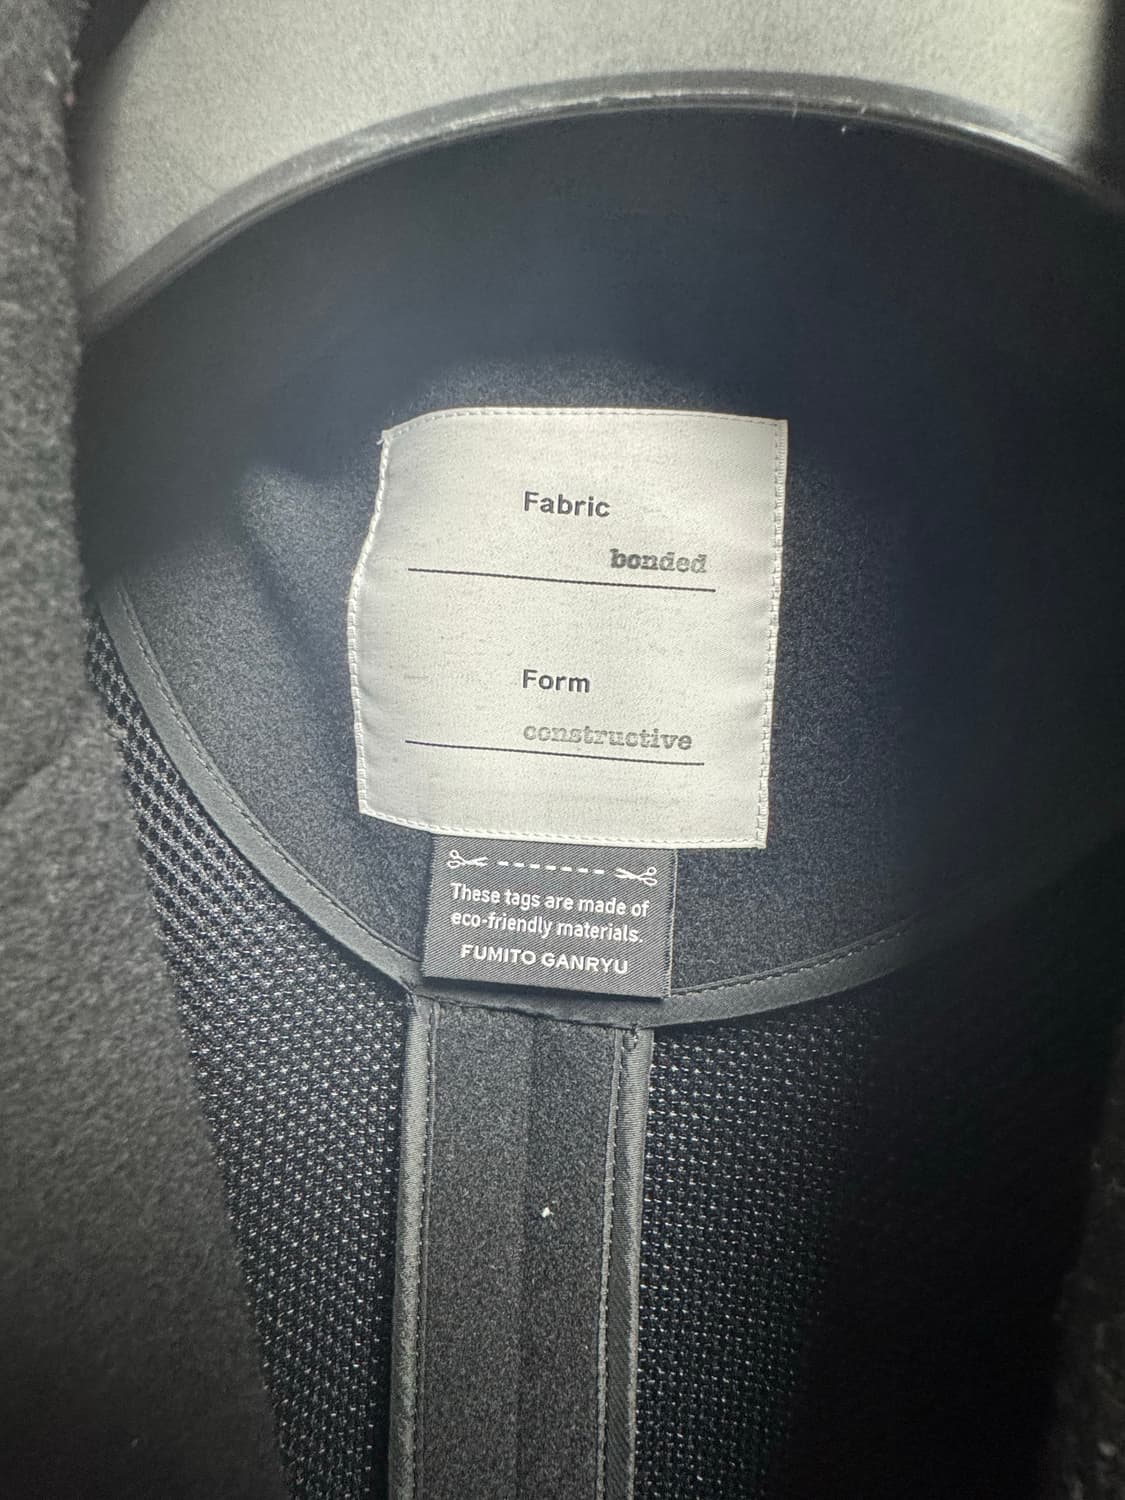 Fabric
bonded
Form
constructive
These tags are made of
eco-friendly materials.
FUMITO GANRYU